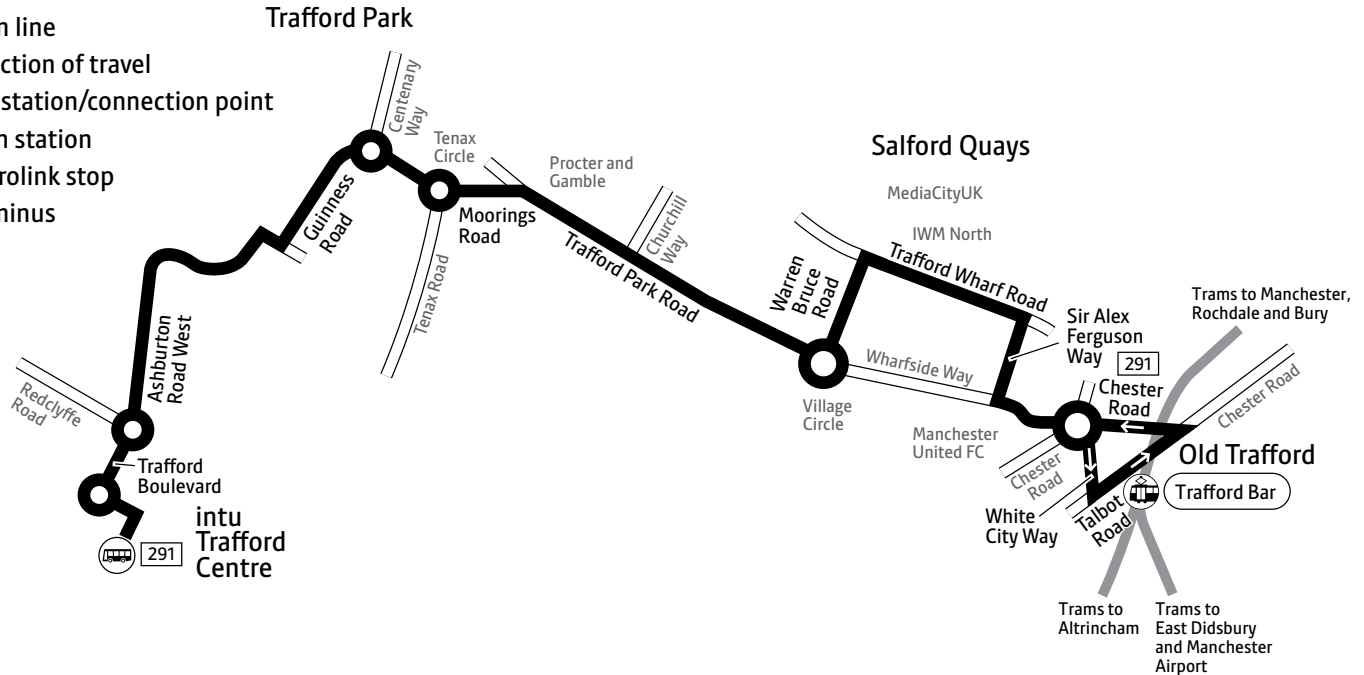 n line
ction of travel
station/connection point
n station
rolink stop
minus
Trafford Park
Centenary
Way
Tenax
Circle
Procter and
Gamble
Salford Quays
MediaCityUK
IWM North
Guinness
Road
Moorings
Road
Churchill
Way
Trafford Park Road
Tenax Road
Warren
Bruce
Road
Trafford Wharf Road
Sir Alex
Ferguson
Way
Trams to Manchester,
Rochdale and Bury
291
Chester
Road
Chester Road
Ashburton
Road West
Redclyffe
Road
Wharfside Way
Village
Circle
Manchester
United FC
Chester
Road
Old Trafford
Trafford Bar
White
City Way
Talbot
Road
Trafford
Boulevard
intu
Trafford
Centre
291
Trams to
Altrincham
Trams to
East Didsbury
and Manchester
Airport